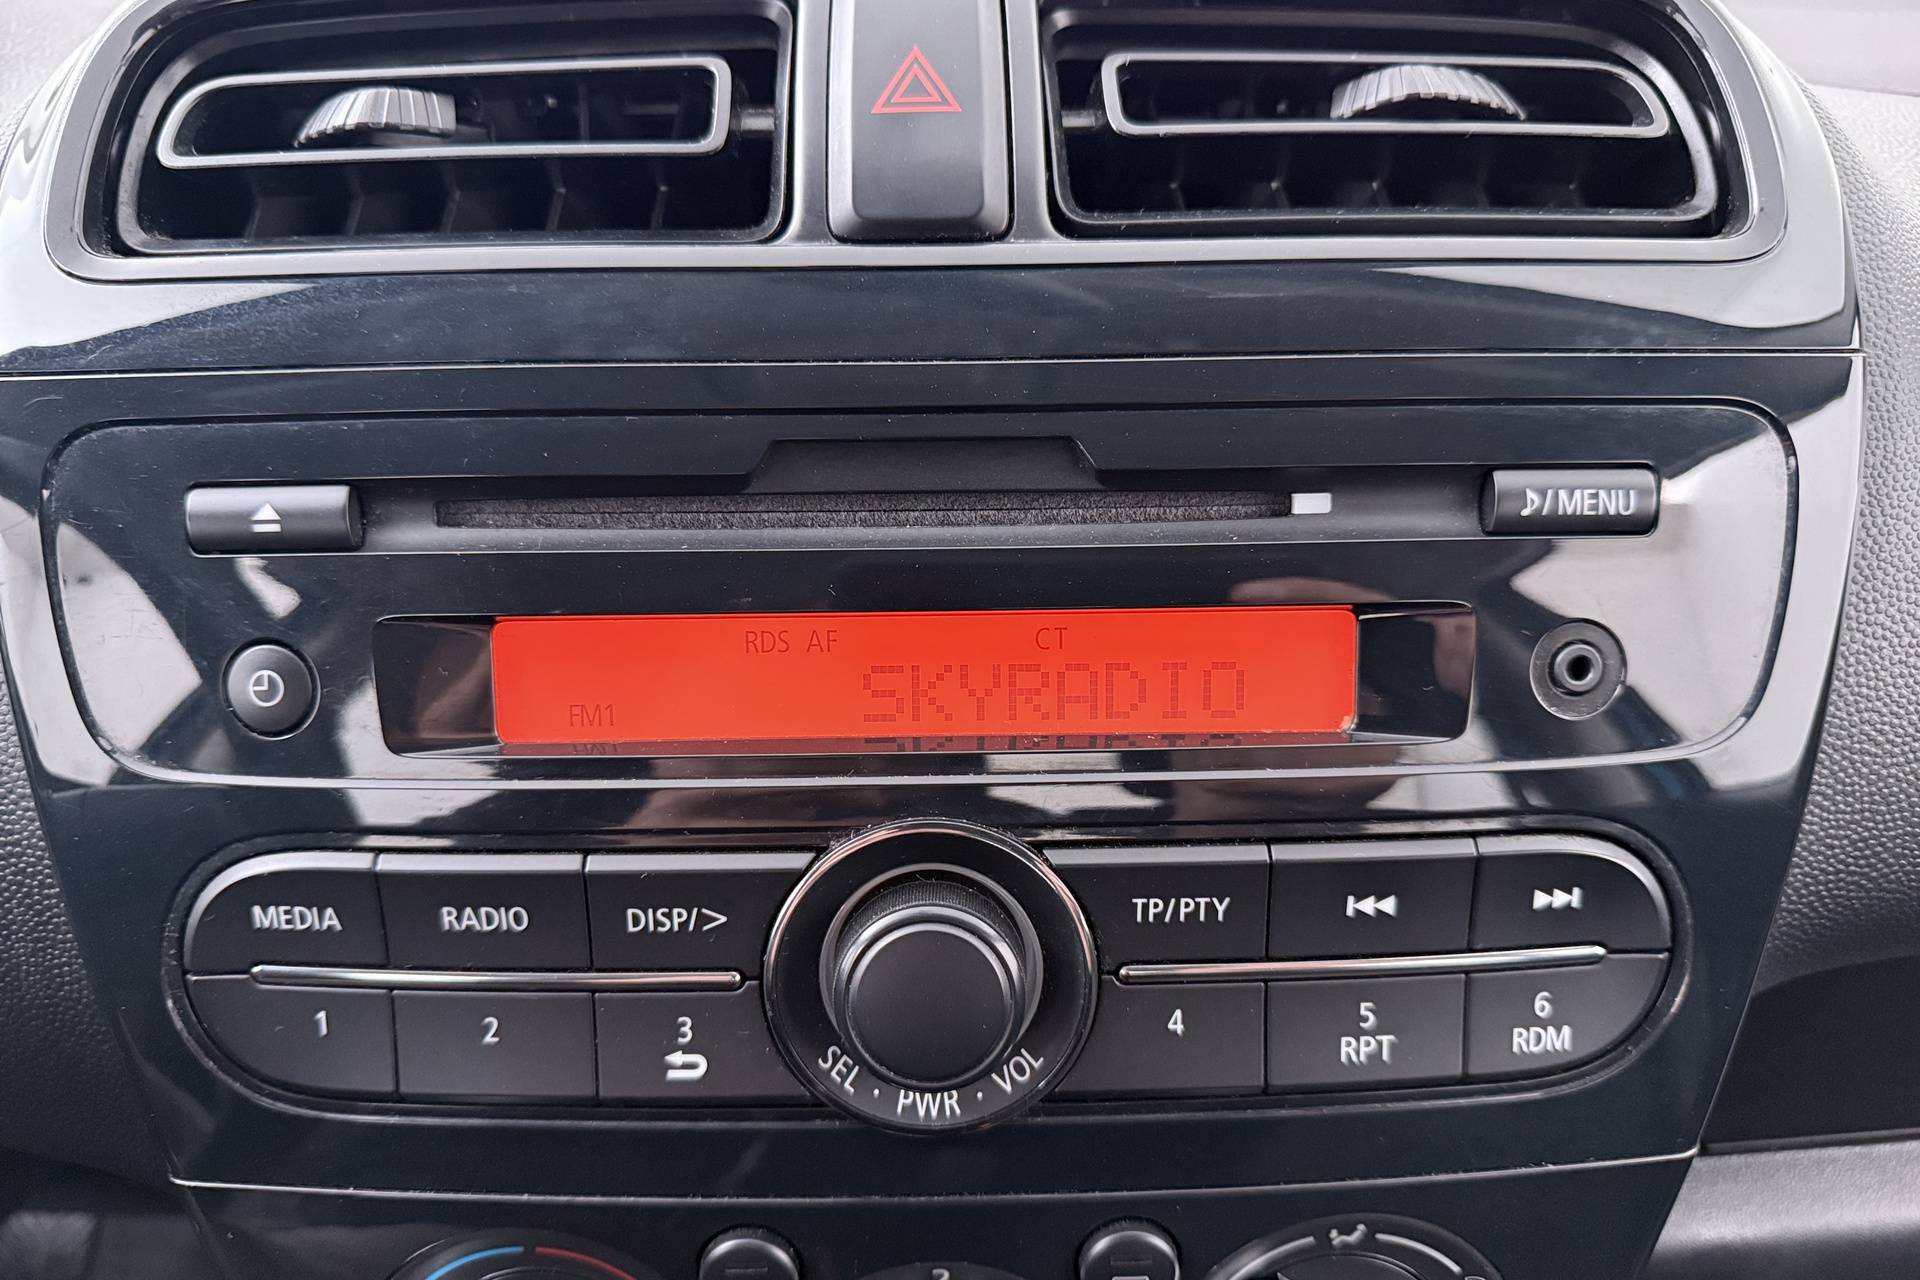 ♪/MENU
RDS AF CT
FM1 SKYRADIO
MEDIA RADIO DISP/> TP/PTY
1 2 3 4 5 6
RPT RDM
SEL · PWR · VOL